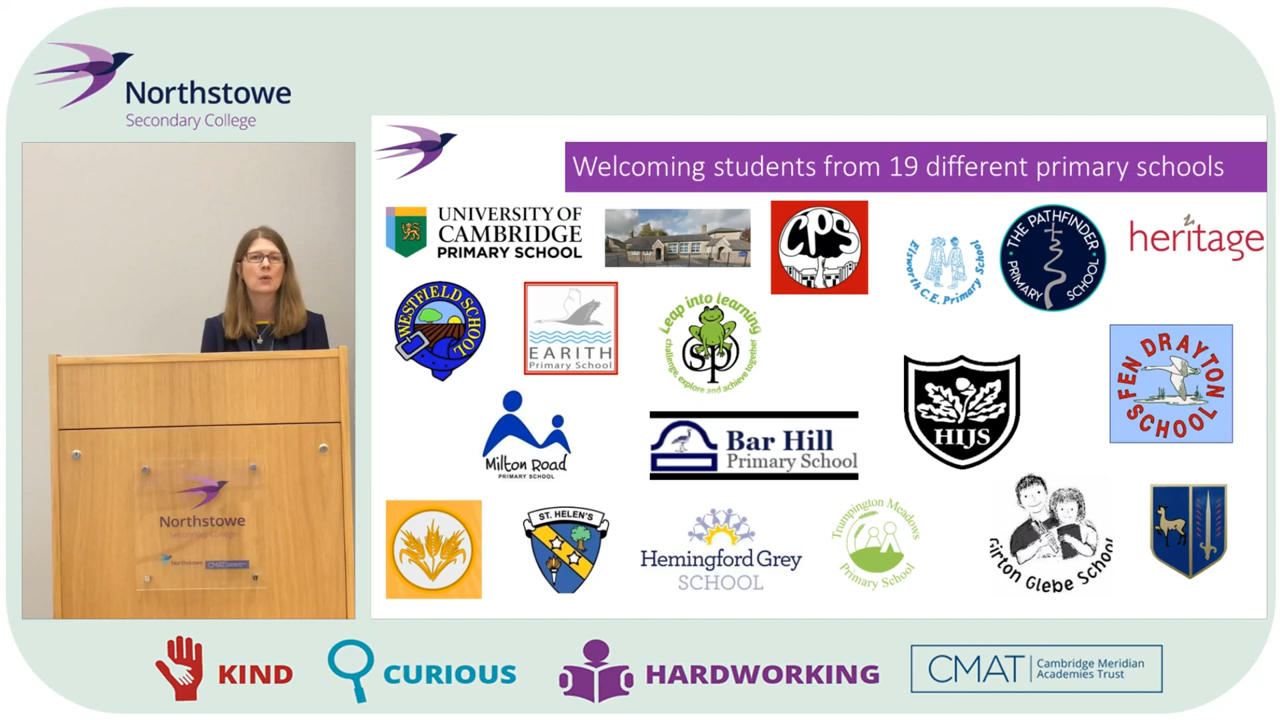 Northstowe
Secondary College
Welcoming students from 19 different primary schools
UNIVERSITY OF
CAMBRIDGE
PRIMARY SCHOOL
CPS
Elsworth C.E. Primary School
THE PATHFINDER
PRIMARY SCHOOL
heritage
WESTFIELD SCHOOL
EARITH
Primary School
Leap into learning
sp
challenge, explore and achieve together
HIJS
FEN DRAYTON
SCHOOL
Milton Road
PRIMARY SCHOOL
Bar Hill
Primary School
ST. HELEN'S
Hemingford Grey
SCHOOL
Trumpington Meadows
Primary School
Girton Glebe School
Northstowe
Secondary College
Northstowe
CMAT
KIND
CURIOUS
HARDWORKING
CMAT
Cambridge Meridian
Academies Trust